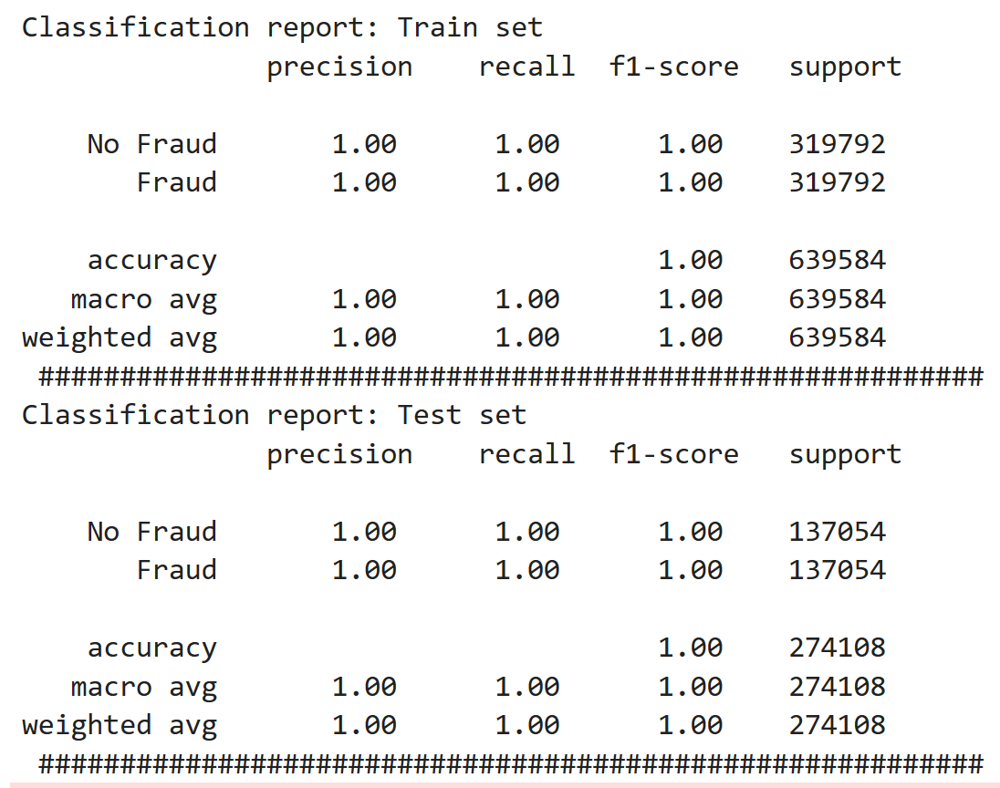 Classification report: Train set
precision recall f1-score support
No Fraud 1.00 1.00 1.00 319792
Fraud 1.00 1.00 1.00 319792
accuracy 1.00 639584
macro avg 1.00 1.00 1.00 639584
weighted avg 1.00 1.00 1.00 639584
##########################################################
Classification report: Test set
precision recall f1-score support
No Fraud 1.00 1.00 1.00 137054
Fraud 1.00 1.00 1.00 137054
accuracy 1.00 274108
macro avg 1.00 1.00 1.00 274108
weighted avg 1.00 1.00 1.00 274108
##########################################################